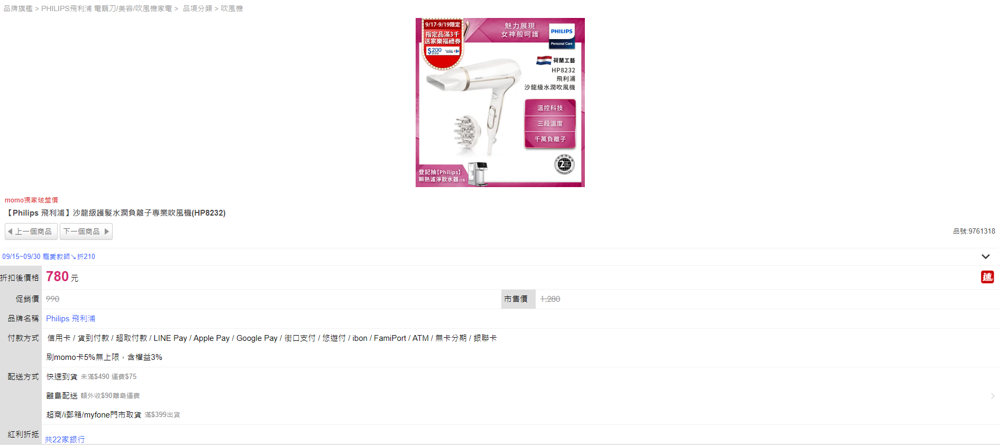 品牌旗艦 > PHILIPS飛利浦 電鬍刀/美容/吹風機家電 > 品項分類 > 吹風機
9/17-9/19限定
指定品滿3千
送家樂福禮券
$200
魅力展現
女神般呵護
PHILIPS
Personal Care
荷蘭工藝
HP8232
飛利浦
沙龍級水潤吹風機
溫控科技
三段溫度
千萬負離子
2
GUARANTEE
登記抽【Philips】
瞬熱濾淨飲水器(2名)
momo獨家破盤價
【Philips 飛利浦】沙龍級護髮水潤負離子專業吹風機(HP8232)
上一個商品 下一個商品
品號:9761318
09/15~09/30 寵愛教師↘折210
折扣後價格 780 元
速
促銷價 990 市售價 1,280
品牌名稱 Philips 飛利浦
付款方式 信用卡 / 貨到付款 / 超取付款 / LINE Pay / Apple Pay / Google Pay / 街口支付 / 悠遊付 / ibon / FamiPort / ATM / 無卡分期 / 銀聯卡
刷momo卡5%無上限，含權益3%
配送方式 快速到貨 未滿$490 運費$75
離島配送 額外收$90離島運費
超商/i郵箱/myfone門市取貨 滿$399出貨
紅利折抵 共22家銀行